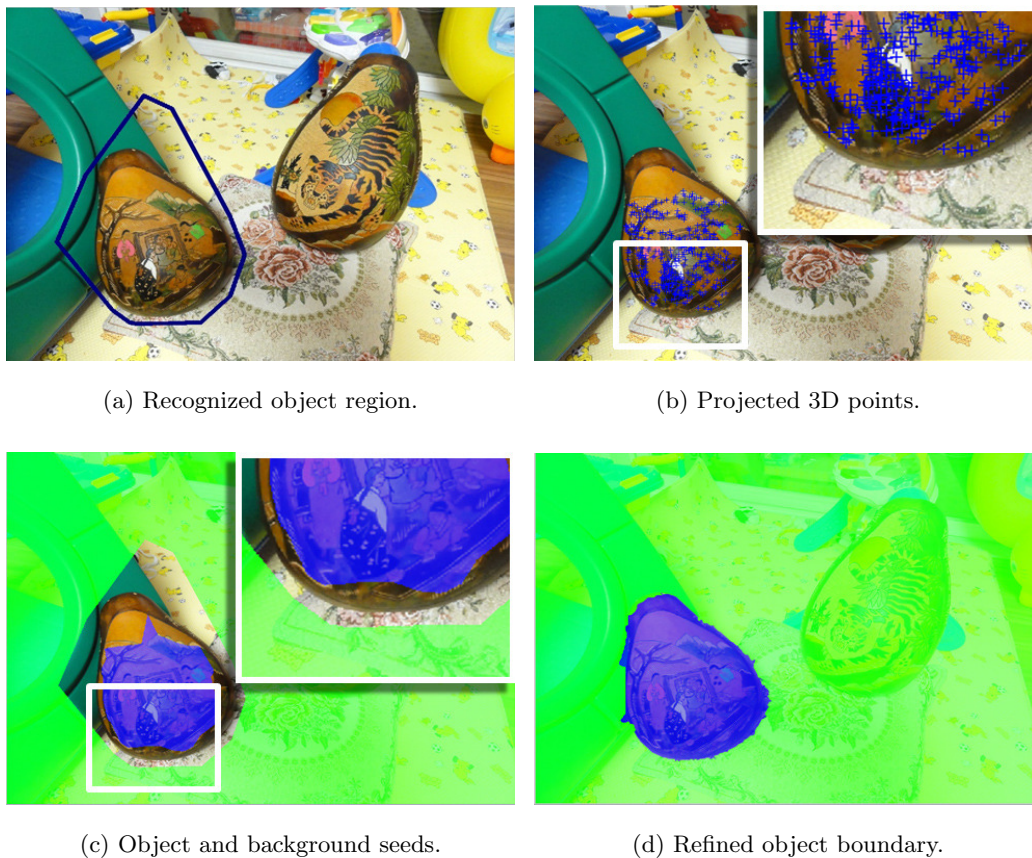 (a) Recognized object region.
(b) Projected 3D points.
(c) Object and background seeds.
(d) Refined object boundary.